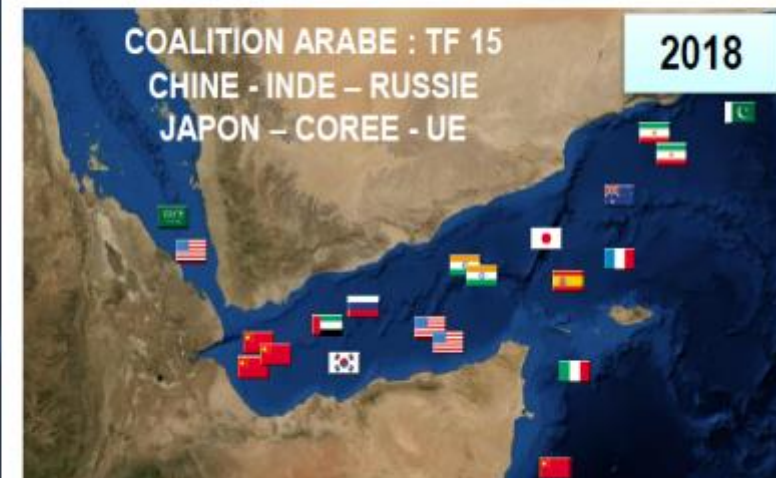 COALITION ARABE : TF 15
CHINE - INDE – RUSSIE
JAPON – COREE - UE
2018